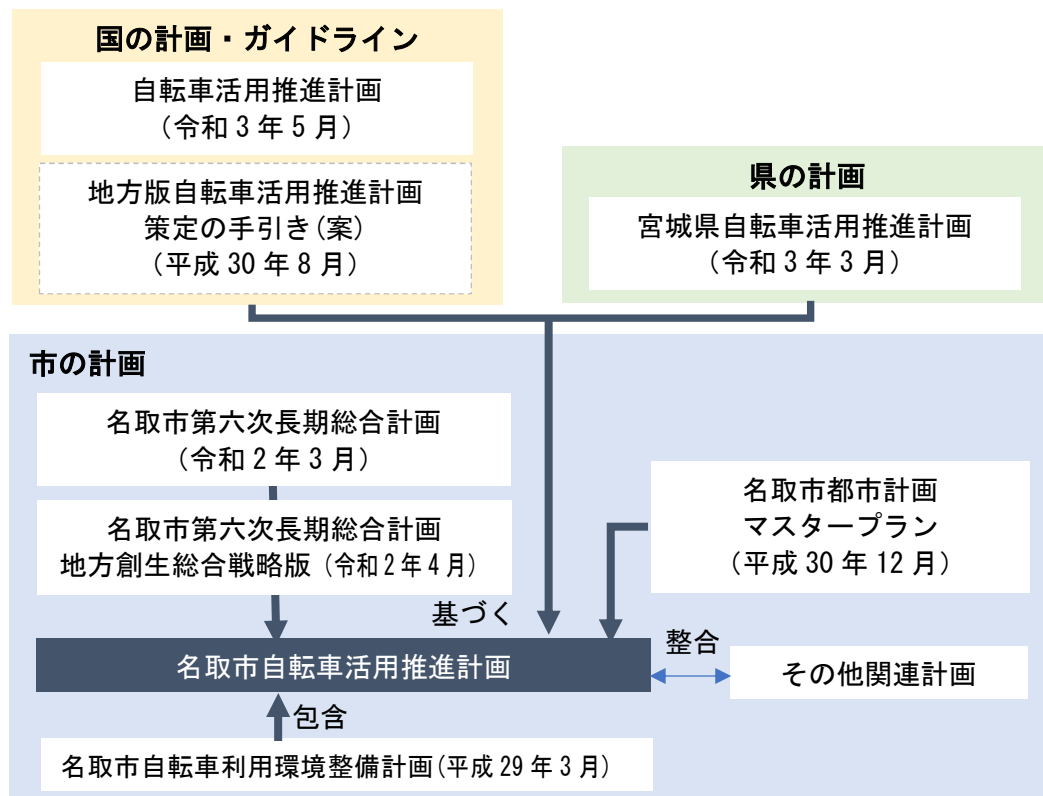 国の計画・ガイドライン
自転車活用推進計画
（令和3年5月）
地方版自転車活用推進計画
策定の手引き(案)
（平成30年8月）
県の計画
宮城県自転車活用推進計画
（令和3年3月）
市の計画
名取市第六次長期総合計画
（令和2年3月）
名取市第六次長期総合計画
地方創生総合戦略版（令和2年4月）
名取市都市計画
マスタープラン
（平成30年12月）
基づく
名取市自転車活用推進計画
整合
その他関連計画
包含
名取市自転車利用環境整備計画(平成29年3月)